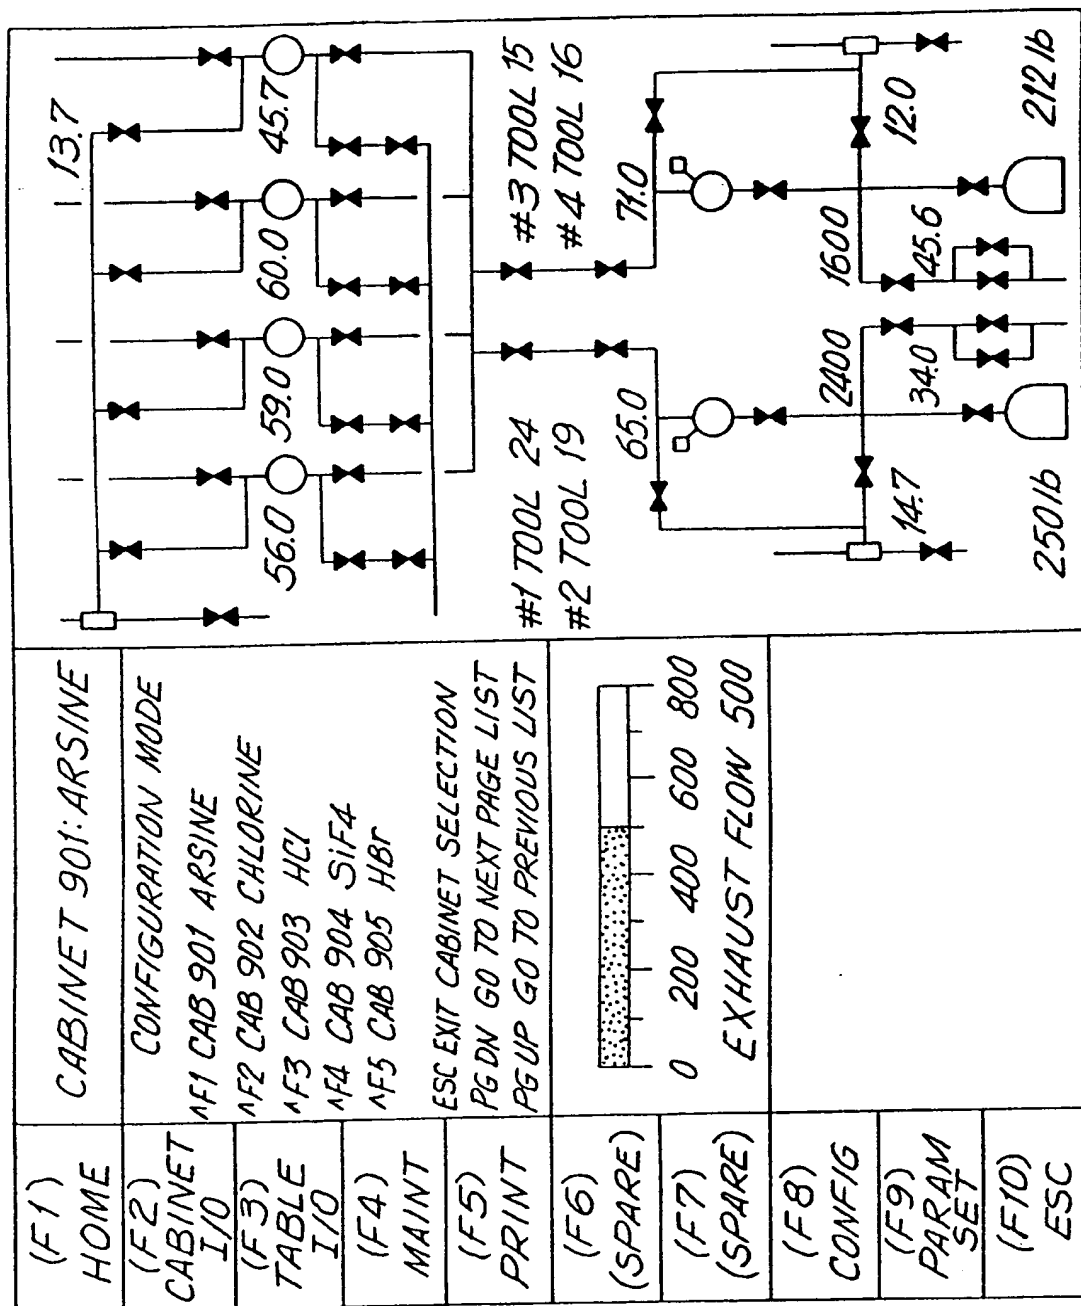 (F1)
HOME
(F2)
CABINET
I/O
(F3)
TABLE
I/O
(F4)
MAINT
(F5)
PRINT
(F6)
(SPARE)
(F7)
(SPARE)
(F8)
CONFIG
(F9)
PARAM
SET
(F10)
ESC
CABINET 901: ARSINE
CONFIGURATION MODE
^F1 CAB 901 ARSINE
^F2 CAB 902 CHLORINE
^F3 CAB 903 HCl
^F4 CAB 904 SiF4
^F5 CAB 905 HBr
ESC EXIT CABINET SELECTION
PG DN GO TO NEXT PAGE LIST
PG UP GO TO PREVIOUS LIST
0 200 400 600 800
EXHAUST FLOW 500
13.7
56.0 59.0 60.0 45.7
#1 TOOL 24 #3 TOOL 15
#2 TOOL 19 #4 TOOL 16
65.0 71.0
2400 1600
14.7 34.0 45.6 12.0
250 lb 212 lb